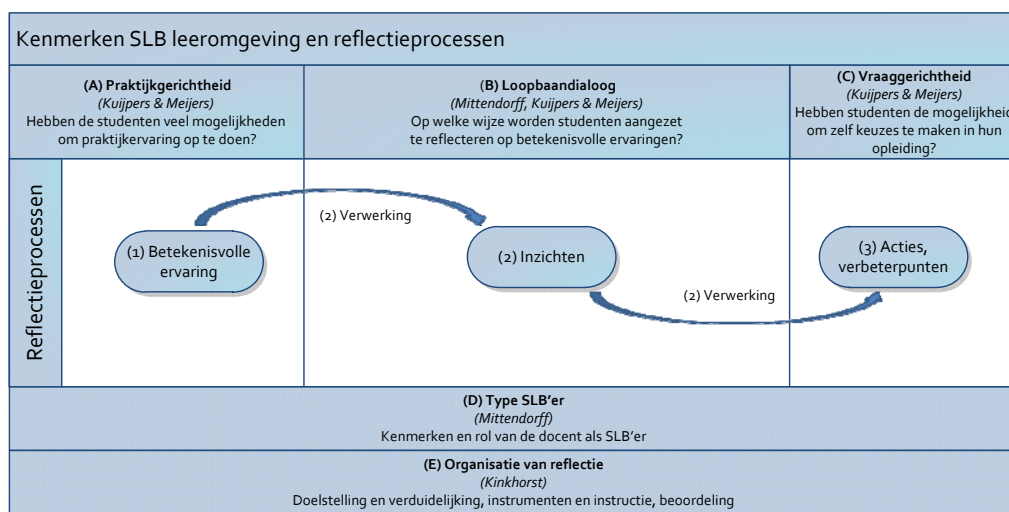 Kenmerken SLB leeromgeving en reflectieprocessen
(A) Praktijkgerichtheid
(Kuijpers & Meijers)
Hebben de studenten veel mogelijkheden
om praktijkervaring op te doen?
(B) Loopbaandialoog
(Mittendorff, Kuijpers & Meijers)
Op welke wijze worden studenten aangezet
te reflecteren op betekenisvolle ervaringen?
(C) Vraaggerichtheid
(Kuijpers & Meijers)
Hebben studenten de mogelijkheid
om zelf keuzes te maken in hun
opleiding?
Reflectieprocessen
(2) Verwerking
(1) Betekenisvolle
ervaring
(2) Inzichten
(3) Acties,
verbeterpunten
(2) Verwerking
(D) Type SLB'er
(Mittendorff)
Kenmerken en rol van de docent als SLB'er
(E) Organisatie van reflectie
(Kinkhorst)
Doelstelling en verduidelijking, instrumenten en instructie, beoordeling